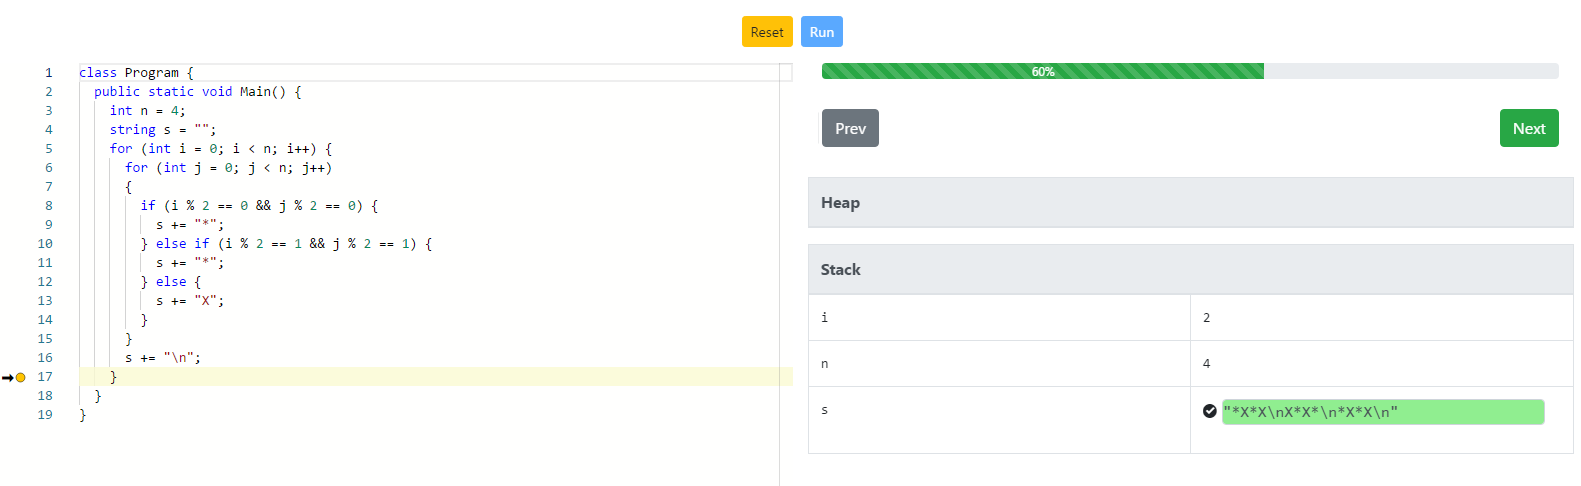 Reset Run
1 class Program {
2   public static void Main() {
3     int n = 4;
4     string s = "";
5     for (int i = 0; i < n; i++) {
6       for (int j = 0; j < n; j++)
7       {
8         if (i % 2 == 0 && j % 2 == 0) {
9           s += "*";
10         } else if (i % 2 == 1 && j % 2 == 1) {
11           s += "*";
12         } else {
13           s += "X";
14         }
15       }
16       s += "\n";
17     }
18   }
19 }
60%
Prev Next
Heap
Stack
i 2
n 4
s "*X*X\nX*X*\n*X*X\n"